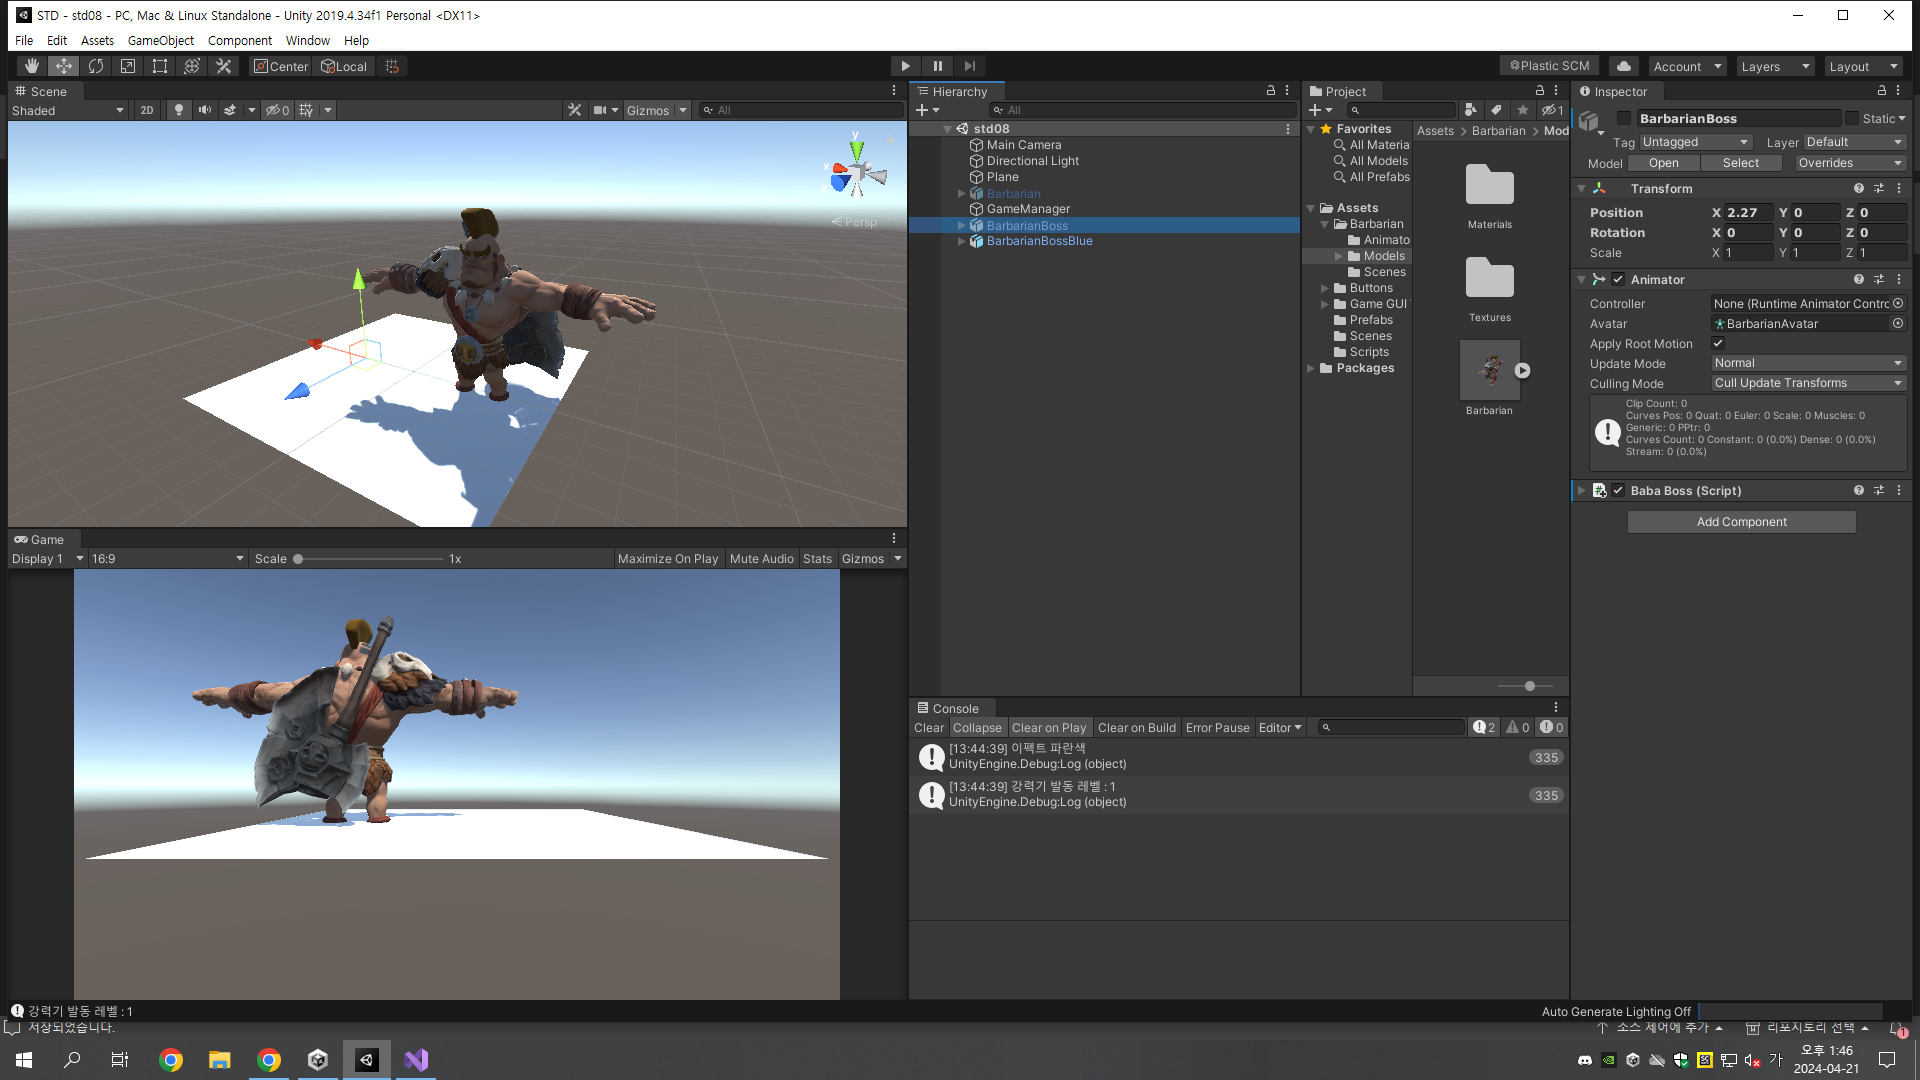 STD - std08 - PC, Mac & Linux Standalone - Unity 2019.4.34f1 Personal <DX11>
File Edit Assets GameObject Component Window Help
Center Local
Plastic SCM Account Layers Layout
Scene
Shaded 2D 0 Gizmos All
y
x
z
Persp
Game
Display 1 16:9 Scale 1x Maximize On Play Mute Audio Stats Gizmos
Hierarchy
All
std08
Main Camera
Directional Light
Plane
Barbarian
GameManager
BarbarianBoss
BarbarianBossBlue
Project
1
Favorites
All Materia
All Models
All Prefabs
Assets
Barbarian
Animato
Models
Scenes
Buttons
Game GUI
Prefabs
Scenes
Scripts
Packages
Assets > Barbarian > Mod
Materials
Textures
Barbarian
Console
Clear Collapse Clear on Play Clear on Build Error Pause Editor 2 0 0
[13:44:39] 이펙트 파란색
UnityEngine.Debug:Log (object)
335
[13:44:39] 강력기 발동 레벨 : 1
UnityEngine.Debug:Log (object)
335
Inspector
BarbarianBoss Static
Tag Untagged Layer Default
Model Open Select Overrides
Transform
Position X 2.27 Y 0 Z 0
Rotation X 0 Y 0 Z 0
Scale X 1 Y 1 Z 1
Animator
Controller None (Runtime Animator Contro
Avatar BarbarianAvatar
Apply Root Motion
Update Mode Normal
Culling Mode Cull Update Transforms
Clip Count: 0
Curves Pos: 0 Quat: 0 Euler: 0 Scale: 0 Muscles: 0
Generic: 0 PPtr: 0
Curves Count: 0 Constant: 0 (0.0%) Dense: 0 (0.0%)
Stream: 0 (0.0%)
Baba Boss (Script)
Add Component
강력기 발동 레벨 : 1
Auto Generate Lighting Off
저장되었습니다.
소스 제어에 추가 리포지토리 선택 1
가
오후 1:46
2024-04-21